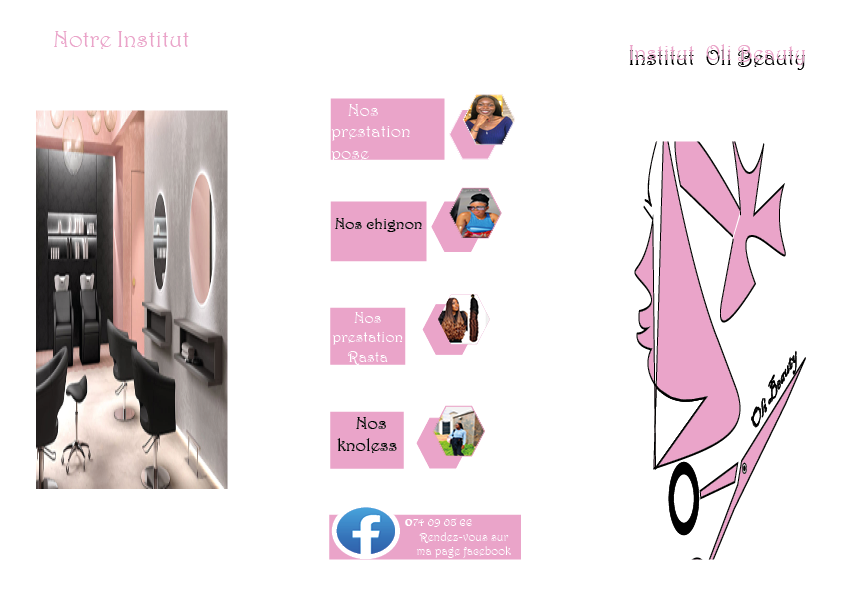 Notre Institut
Nos
prestation
pose
Nos chignon
Nos
prestation
Rasta
Nos
knoless
074 09 05 66
Rendez-vous sur
ma page fasebook
Institut Oli Beauty
Oli Beauty